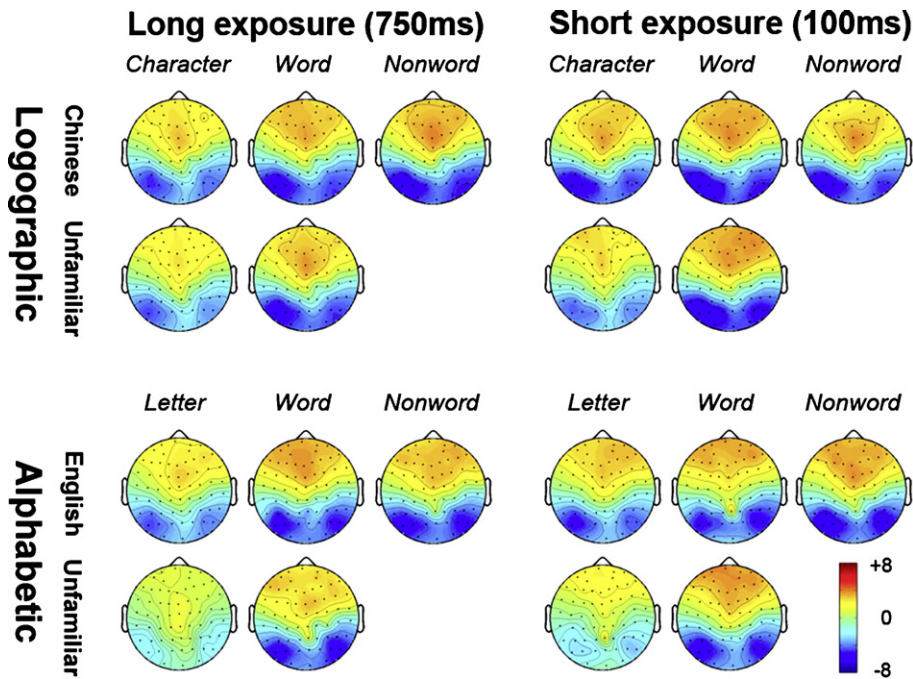 Long exposure (750ms) Short exposure (100ms)
Character Word Nonword Character Word Nonword
Logographic
Chinese
Unfamiliar
Letter Word Nonword Letter Word Nonword
Alphabetic
English
Unfamiliar
+8
0
-8